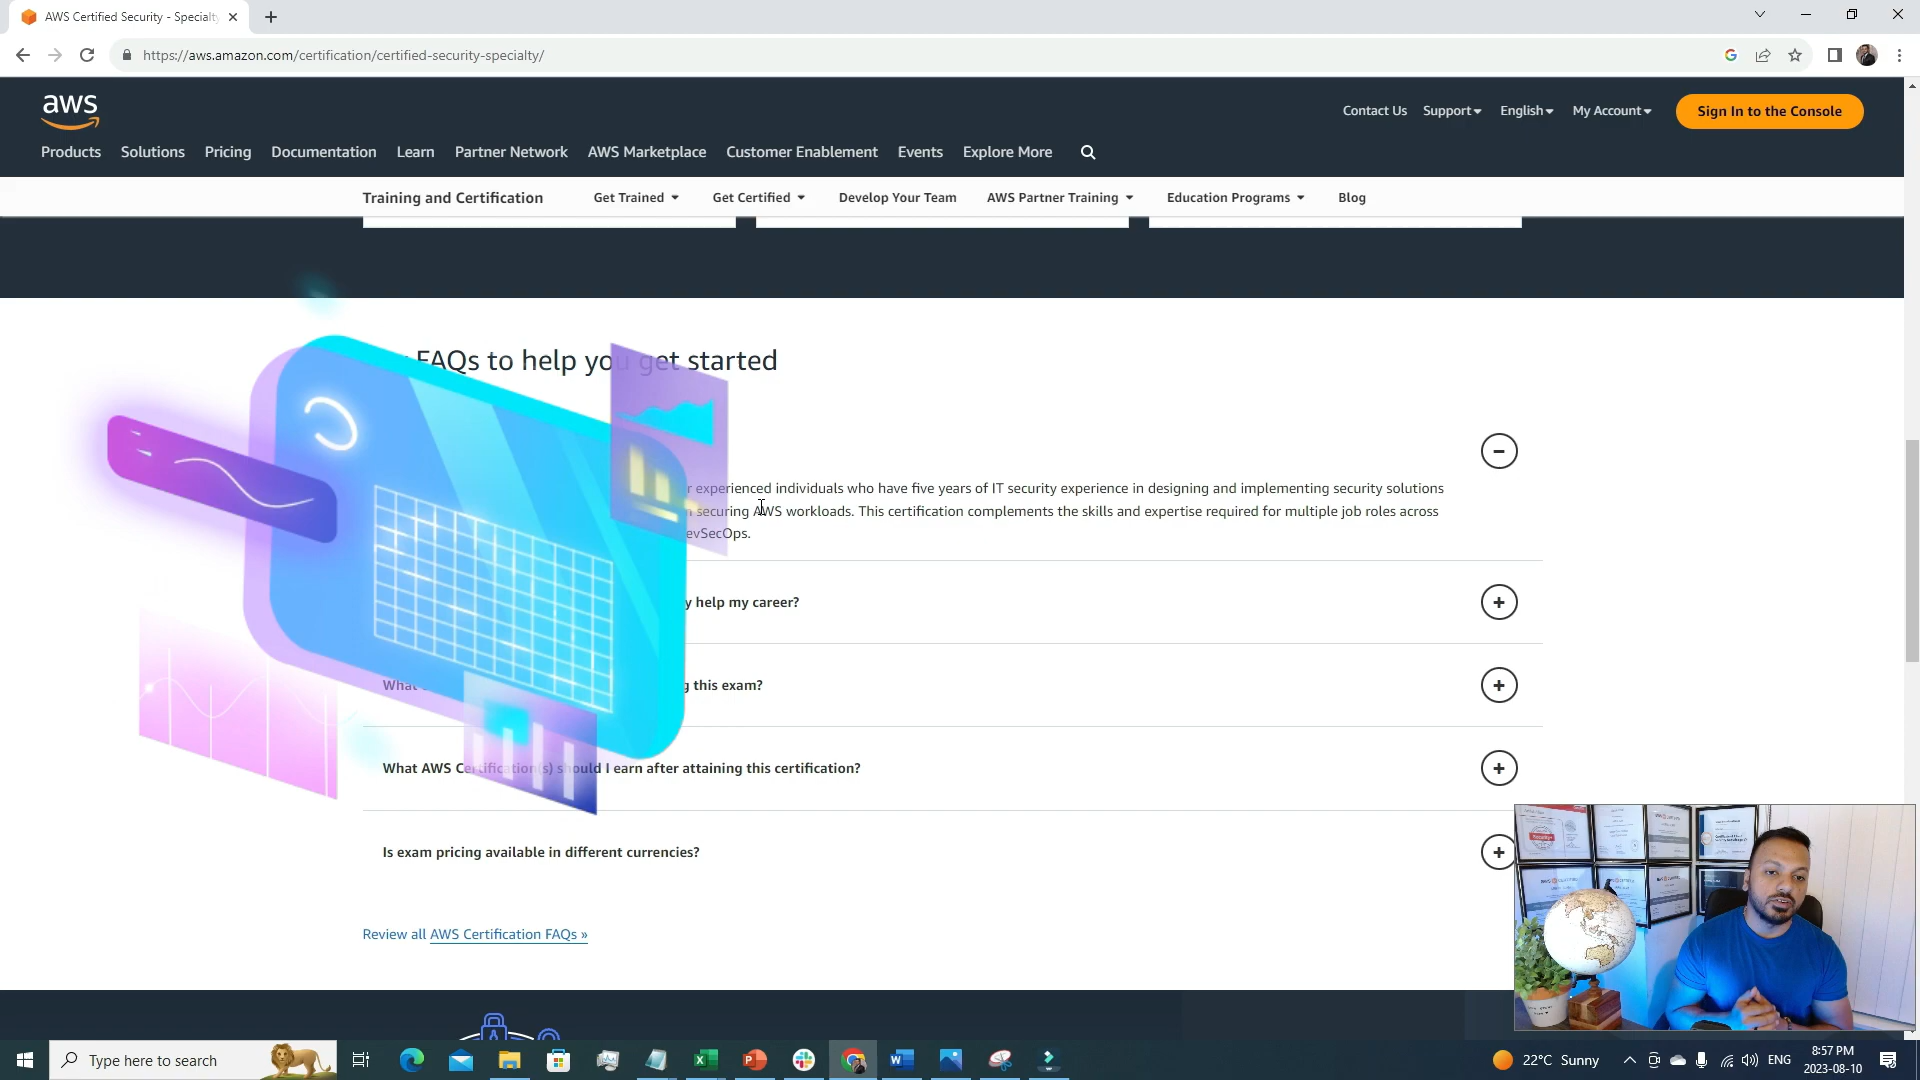 AWS Certified Security - Specialty
https://aws.amazon.com/certification/certified-security-specialty/
aws
Contact Us Support English My Account Sign In to the Console
Products Solutions Pricing Documentation Learn Partner Network AWS Marketplace Customer Enablement Events Explore More
Training and Certification Get Trained Get Certified Develop Your Team AWS Partner Training Education Programs Blog
FAQs to help you get started
r experienced individuals who have five years of IT security experience in designing and implementing security solutions
securing AWS workloads. This certification complements the skills and expertise required for multiple job roles across
evSecOps.
y help my career?
What g this exam?
What AWS Certification(s) should I earn after attaining this certification?
Is exam pricing available in different currencies?
Review all AWS Certification FAQs »
Type here to search
22°C Sunny
ENG
8:57 PM
2023-08-10